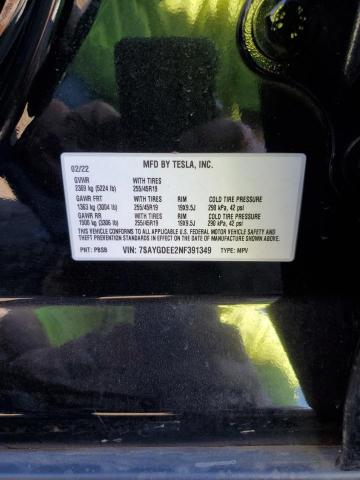 02/22 MFD BY TESLA, INC.
GVWR WITH TIRES
2369 kg (5224 lb) 255/45R19
GAWR FRT WITH TIRES RIM COLD TIRE PRESSURE
1363 kg (3004 lb) 255/45R19 19X9.5J 290 kPa, 42 psi
GAWR RR WITH TIRES RIM COLD TIRE PRESSURE
1500 kg (3306 lb) 255/45R19 19X9.5J 290 kPa, 42 psi
THIS VEHICLE CONFORMS TO ALL APPLICABLE U.S. FEDERAL MOTOR VEHICLE SAFETY AND
THEFT PREVENTION STANDARDS IN EFFECT ON THE DATE OF MANUFACTURE SHOWN ABOVE.
PNT: PBSB VIN: 7SAYGDEE2NF391349 TYPE: MPV